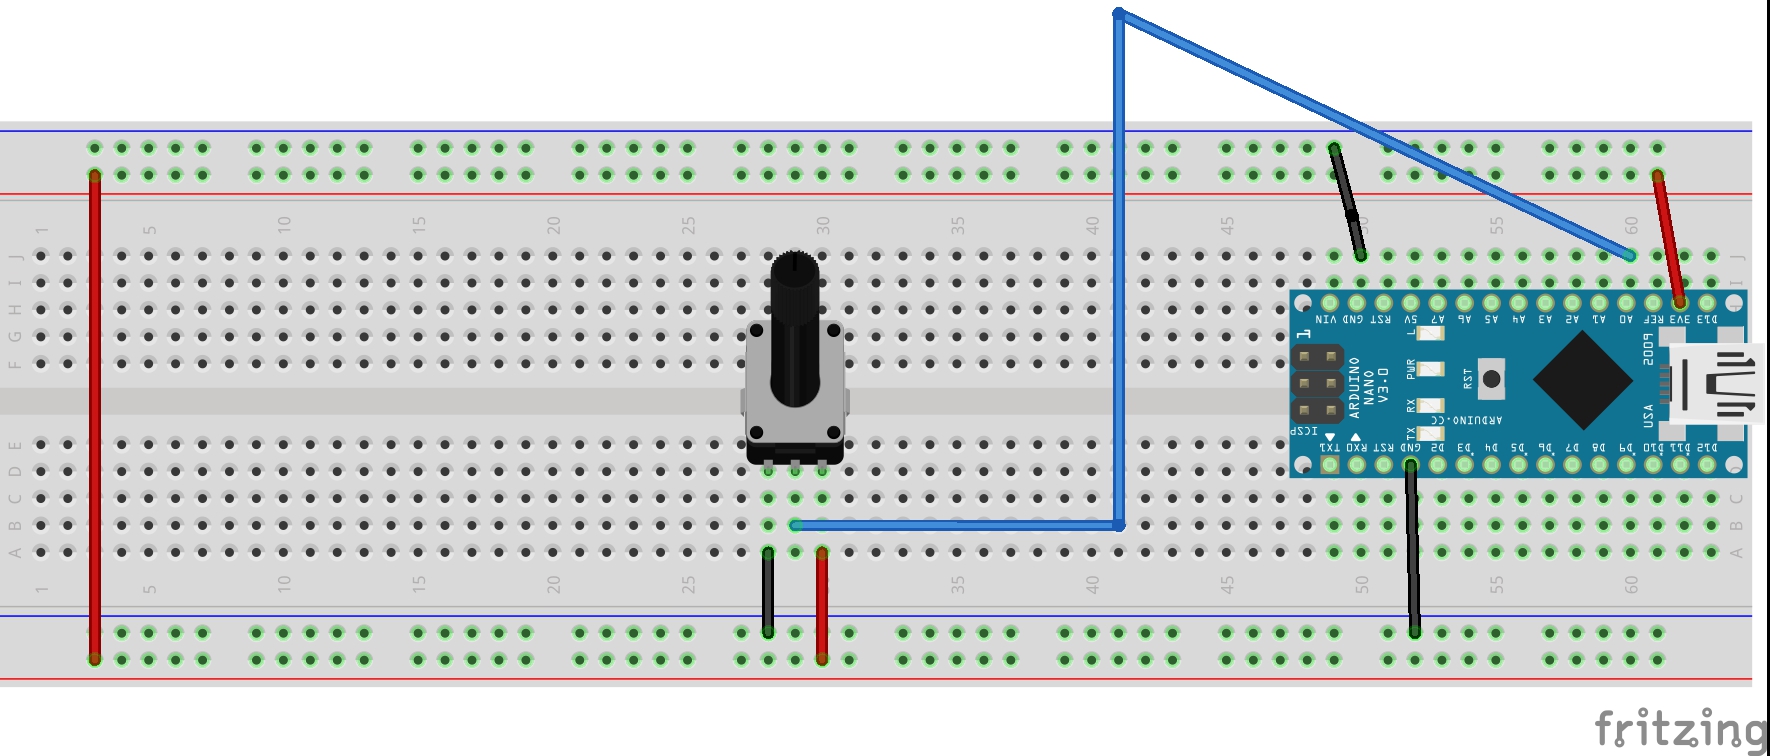 1 5 10 15 20 25 30 35 40 45 50 55 60
J J
I I
H
G
F
VIN GND RST 5V A7 A6 A5 A4 A3 A2 A1 A0 REF 3V3 D13
1
L
PWR
RX
TX
RST
ARDUINO
NANO
V3.0
ARDUINO.CC
ICSP
2009
USA
TX1 RX0 RST GND D2 D3 D4 D5 D6 D7 D8 D9 D10 D11 D12
E
D
C C
B B
A A
1 5 10 15 20 25 35 40 45 50 55 60
fritzing